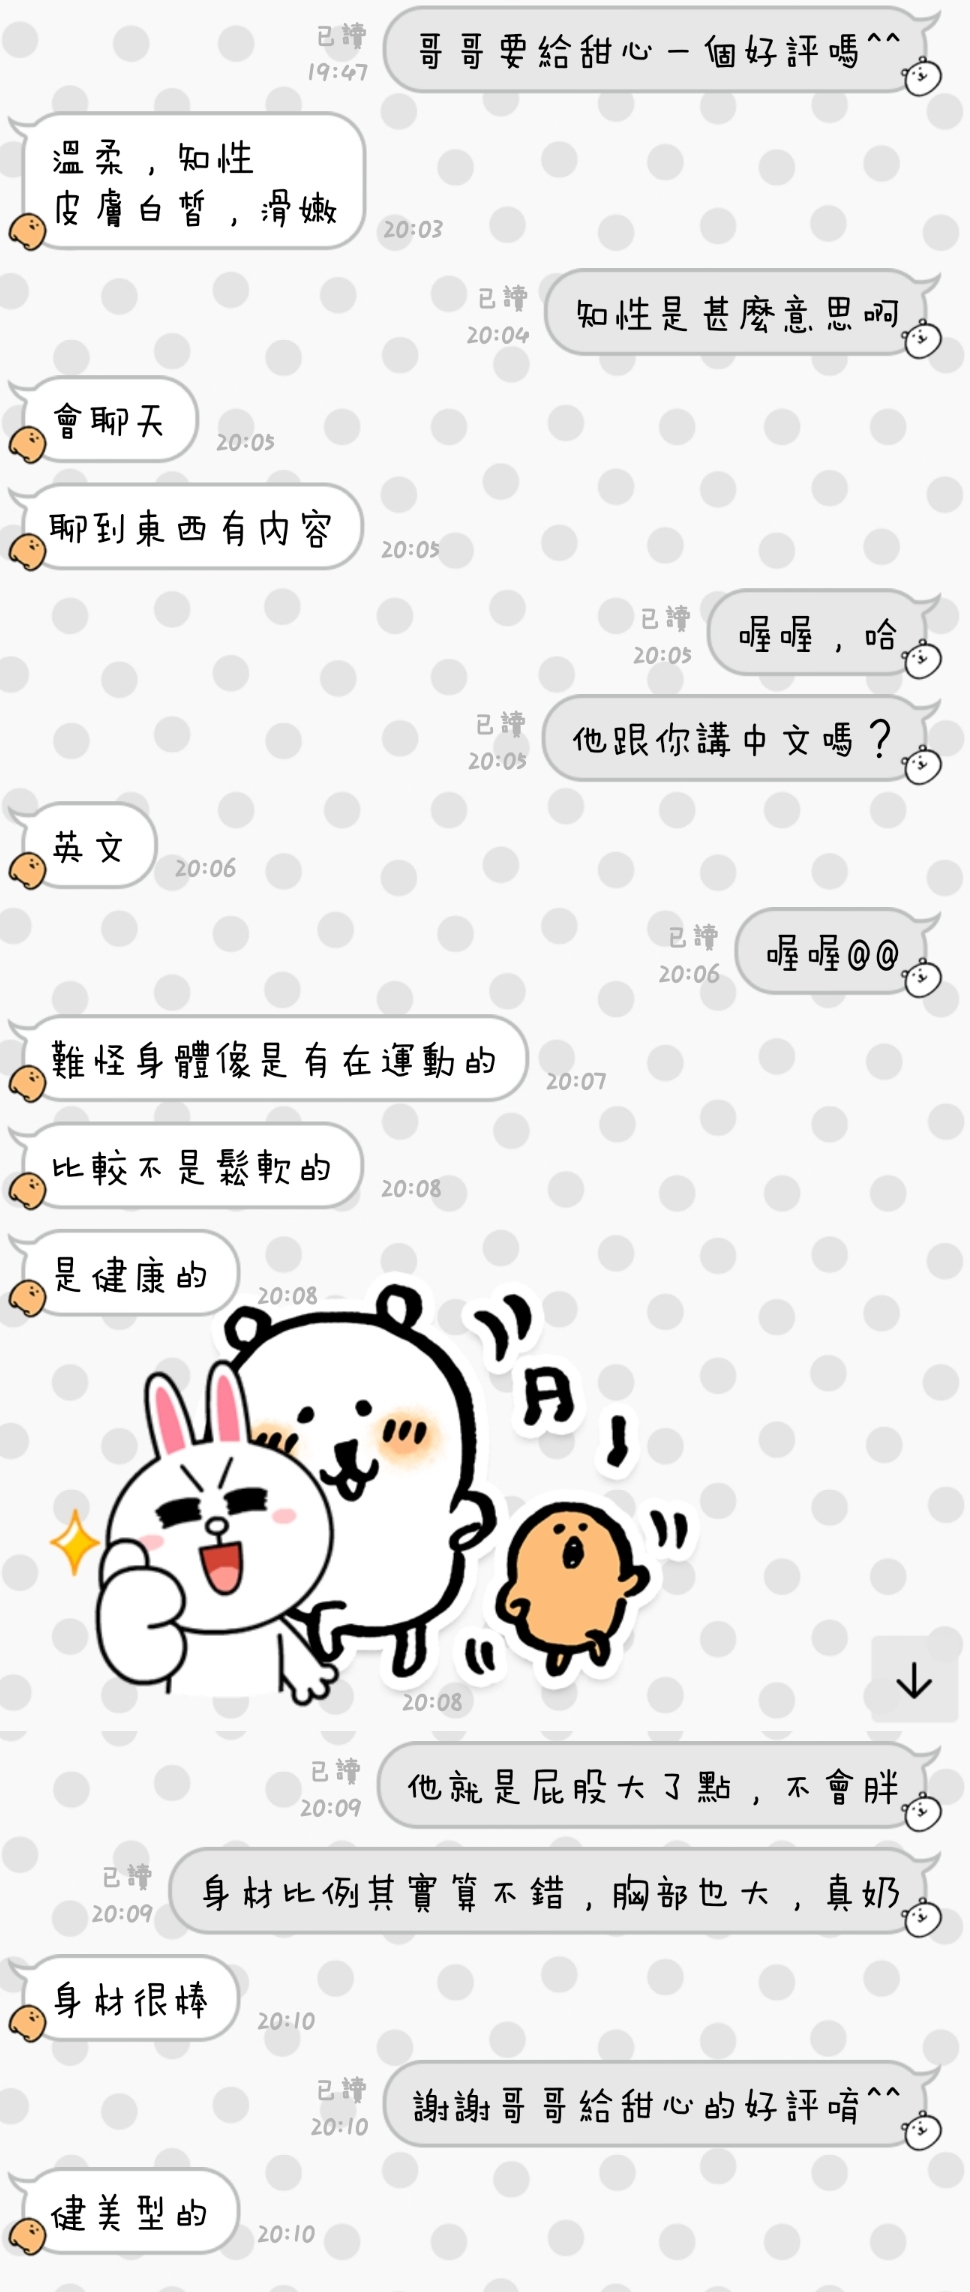 哥哥要給甜心一個好評嗎^^
已讀
19:47
溫柔，知性
皮膚白皙，滑嫩
20:03
知性是甚麼意思啊
已讀
20:04
會聊天
20:05
聊到東西有內容
20:05
喔喔，哈
已讀
20:05
他跟你講中文嗎？
已讀
20:05
英文
20:06
喔喔@@
已讀
20:06
難怪身體像是有在運動的
20:07
比較不是鬆軟的
20:08
是健康的
20:08
20:08
他就是屁股大了點，不會胖
已讀
20:09
身材比例其實算不錯，胸部也大，真奶
已讀
20:09
身材很棒
20:10
謝謝哥哥給甜心的好評唷^^
已讀
20:10
健美型的
20:10